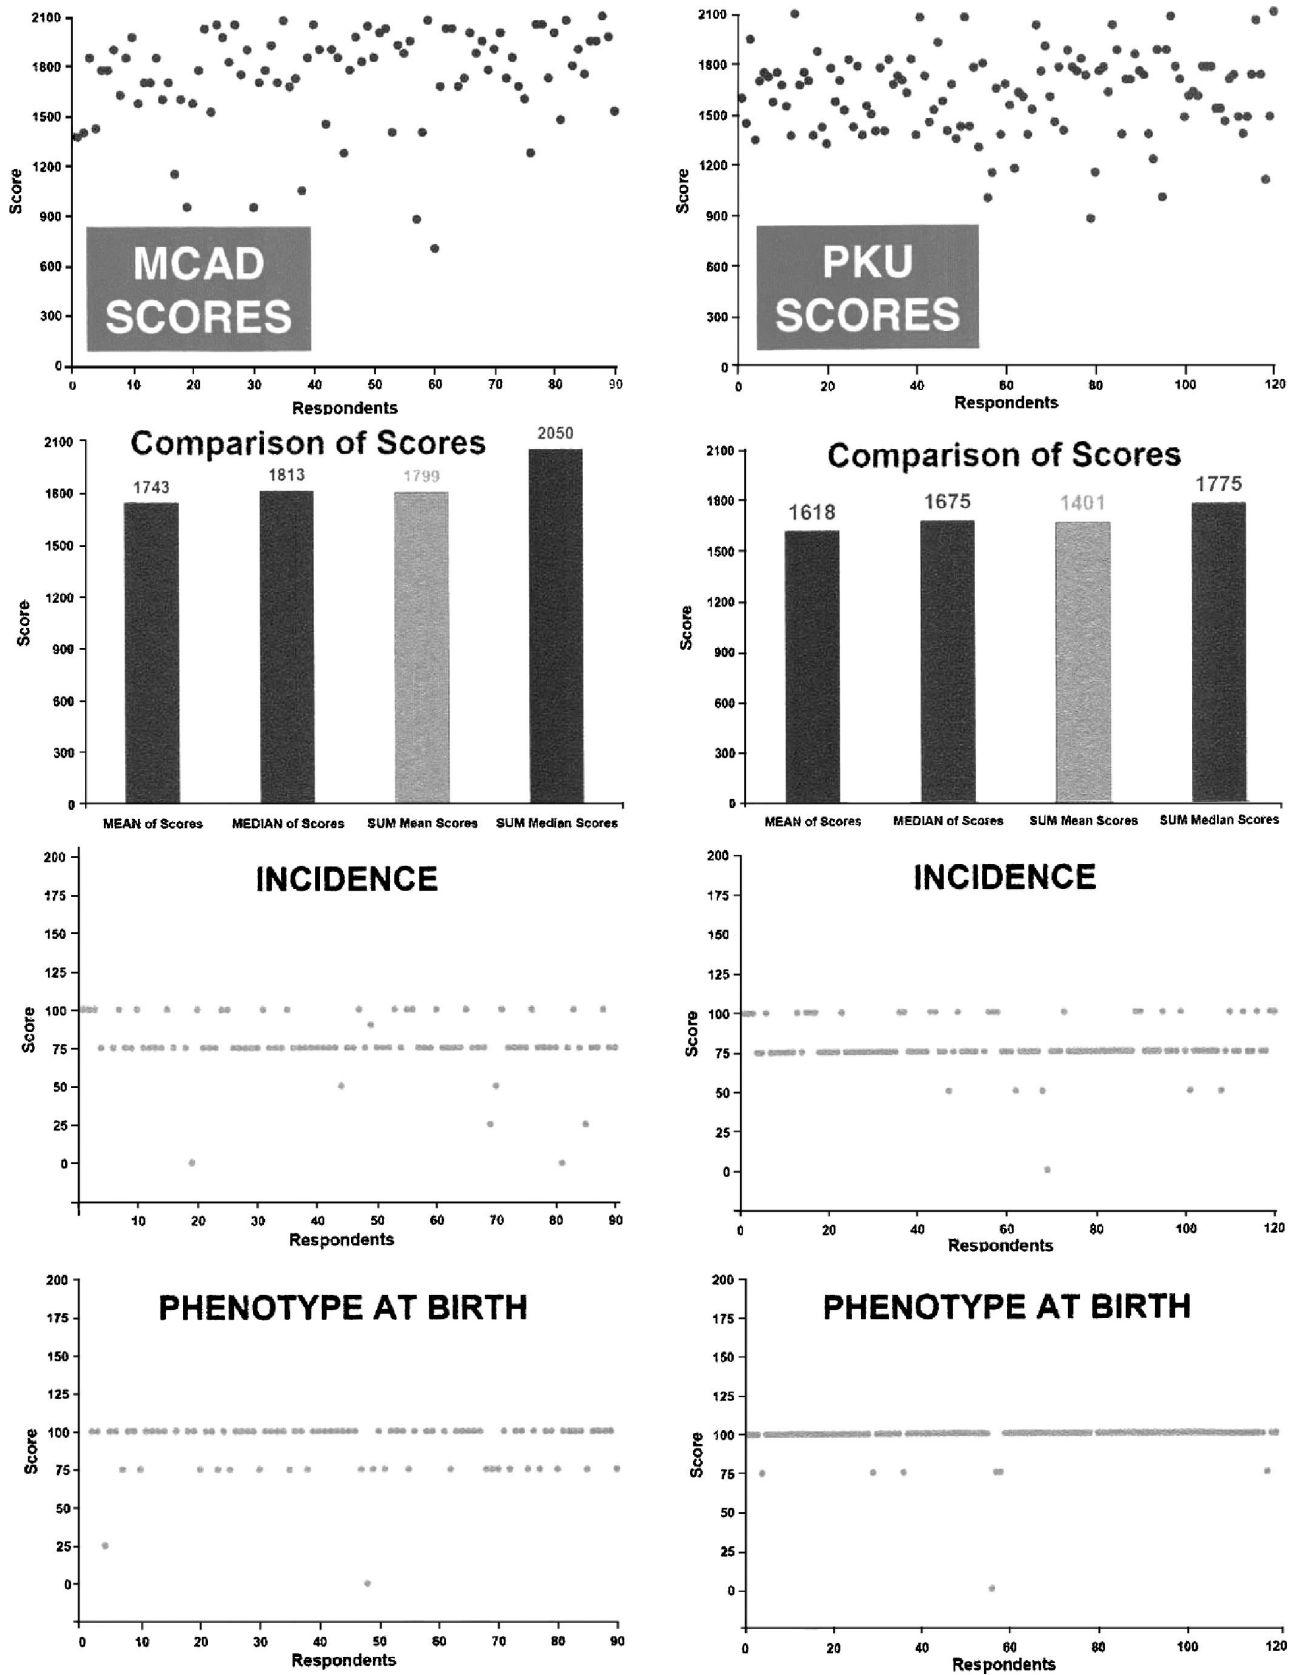 2100
1800
1500
1200
900
600
300
0
Score
MCAD
SCORES
0 10 20 30 40 50 60 70 80 90
Respondents
2100
1800
1500
1200
900
600
300
0
Score
PKU
SCORES
0 20 40 60 80 100 120
Respondents
Comparison of Scores
2100
1800
1500
1200
900
600
300
0
Score
1743 1813 1799 2050
MEAN of Scores MEDIAN of Scores SUM Mean Scores SUM Median Scores
Comparison of Scores
2100
1800
1500
1200
900
600
300
0
Score
1618 1675 1401 1775
MEAN of Scores MEDIAN of Scores SUM Mean Scores SUM Median Scores
INCIDENCE
200
175
150
125
100
75
50
25
0
Score
10 20 30 40 50 60 70 80 90
Respondents
INCIDENCE
200
175
150
125
100
75
50
25
0
Score
0 20 40 60 80 100 120
Respondents
PHENOTYPE AT BIRTH
200
175
150
125
100
75
50
25
0
Score
0 10 20 30 40 50 60 70 80 90
Respondents
PHENOTYPE AT BIRTH
200
175
150
125
100
75
50
25
0
Score
0 20 40 60 80 100 120
Respondents